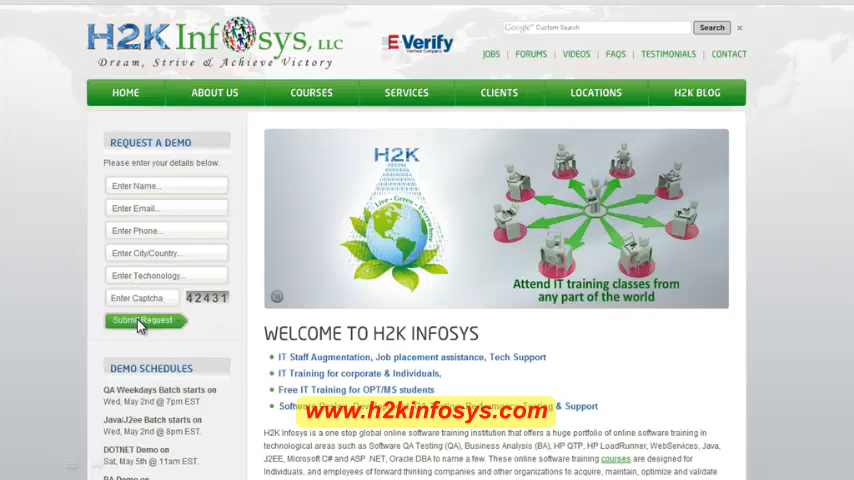 H2K Infosys, LLC
Dream, Strive & Achieve Victory
E-Verify
Google™ Custom Search
Search
×
JOBS FORUMS VIDEOS FAQS TESTIMONIALS CONTACT
HOME ABOUT US COURSES SERVICES CLIENTS LOCATIONS H2K BLOG
REQUEST A DEMO
Please enter your details below.
Enter Name...
Enter Email...
Enter Phone...
Enter City/Country...
Enter Techonology...
Enter Captcha 42431
Submit Request
DEMO SCHEDULES
QA Weekdays Batch starts on
Wed, May 2nd @ 7pm EST
Java/J2ee Batch starts on
Wed, May 2nd @ 8pm EST.
DOTNET Demo on
Sat, May 5th @ 11am EST.
BA Demo on
H2K
Live - Green - Everyday
Attend IT training classes from
any part of the world
WELCOME TO H2K INFOSYS
IT Staff Augmentation, Job placement assistance, Tech Support
IT Training for corporate & Individuals,
Free IT Training for OPT/MS students
& Support
www.h2kinfosys.com
H2K Infosys is a one stop global online software training institution that offers a huge portfolio of online software training in
technological areas such as Software QA Testing (QA), Business Analysis (BA), HP QTP, HP LoadRunner, WebServices, Java,
J2EE, Microsoft C# and ASP .NET, Oracle DBA to name a few. These online software training courses are designed for
Individuals, and employees of forward thinking companies and other organizations to acquire, maintain, optimize and validate